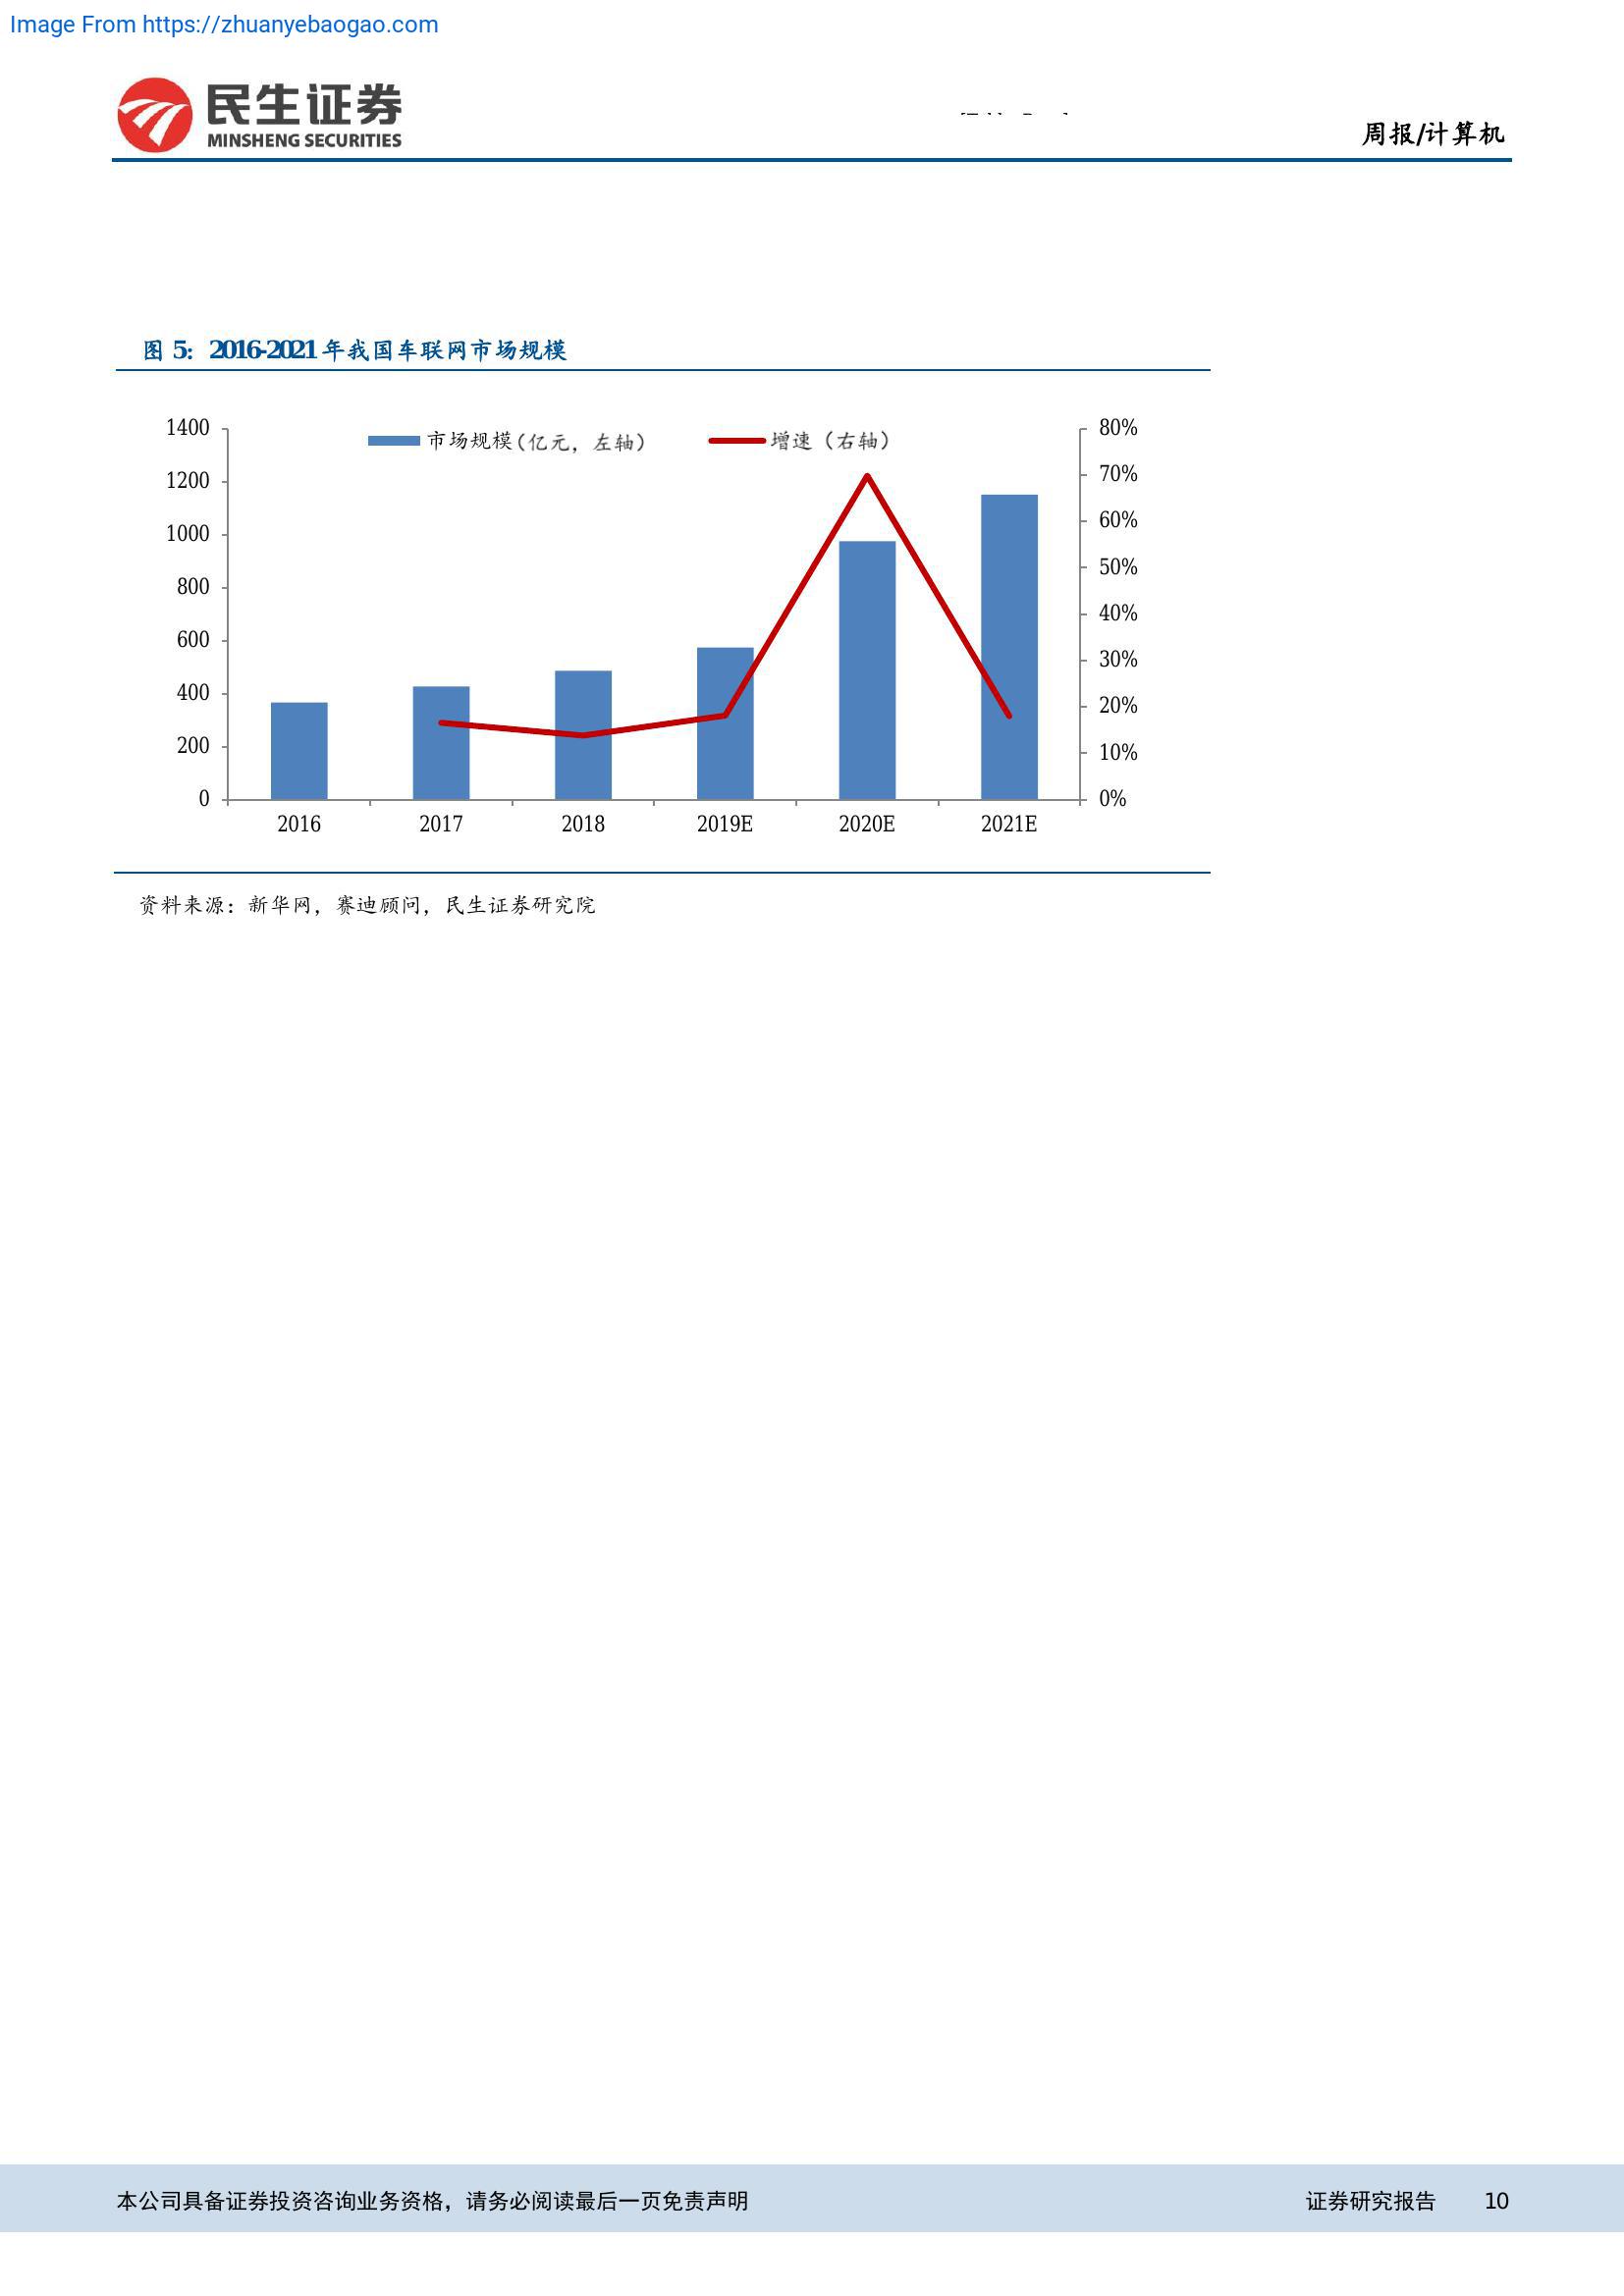 Image From https://zhuanyebaogao.com
民生证券
MINSHENG SECURITIES
周报/计算机
图 5：2016-2021 年我国车联网市场规模
市场规模（亿元，左轴） 增速（右轴）
1400 80%
1200 70%
1000 60%
800 50%
600 40%
400 30%
200 20%
0 10%
0%
2016 2017 2018 2019E 2020E 2021E
资料来源：新华网，赛迪顾问，民生证券研究院
本公司具备证券投资咨询业务资格，请务必阅读最后一页免责声明 证券研究报告 10